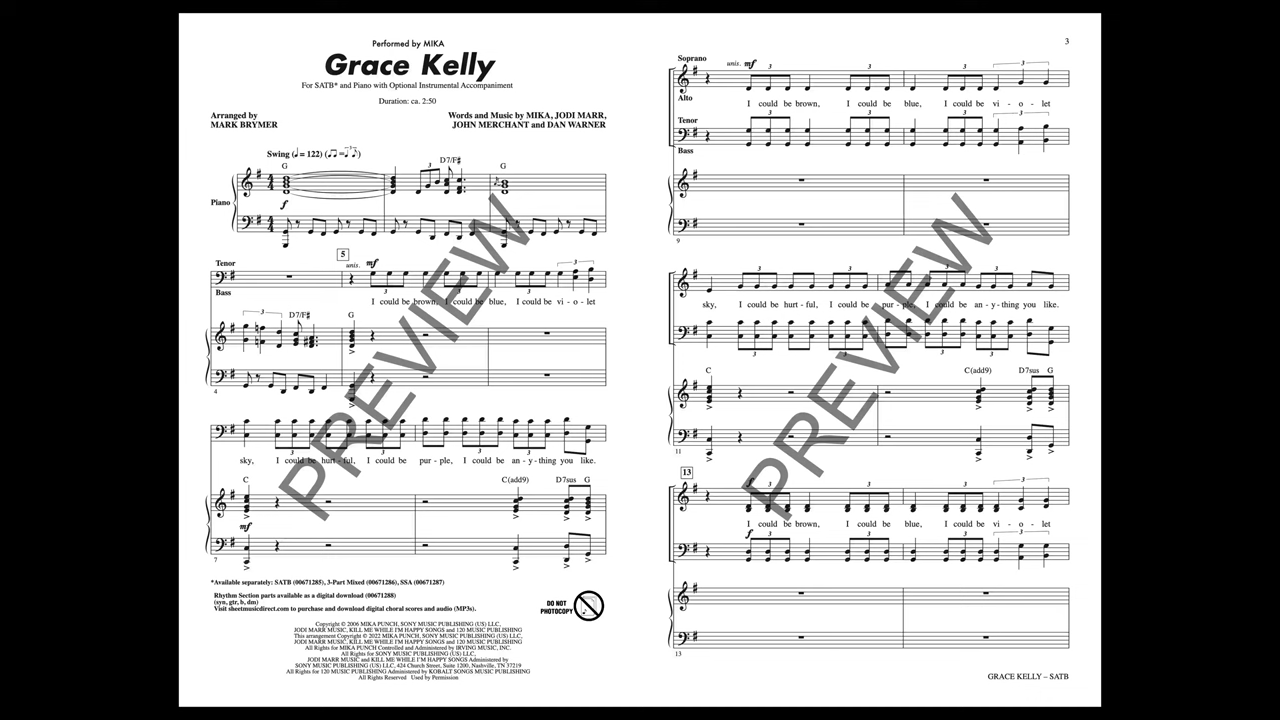 Performed by MIKA
Grace Kelly
For SATB* and Piano with Optional Instrumental Accompaniment
Duration: ca. 2:50
Arranged by
MARK BRYMER
Words and Music by MIKA, JODI MARR,
JOHN MERCHANT and DAN WARNER
Swing (♩ = 122)
G D7/F♯ G
Piano
f
5
Tenor
unis. mf
Bass
I could be brown, I could be blue, I could be vi - o - let
D7/F♯ G
4
sky, I could be hurt - ful, I could be pur - ple, I could be an - y - thing you like.
C C(add9) D7sus G
mf
7
*Available separately: SATB (00671285), 3-Part Mixed (00671286), SSA (00671287)
Rhythm Section parts available as a digital download (00671288)
(syn, gtr, b, dm)
Visit sheetmusicdirect.com to purchase and download digital choral scores and audio (MP3s).
DO NOT
PHOTOCOPY
Copyright © 2006 MIKA PUNCH, SONY MUSIC PUBLISHING (US) LLC,
JODI MARR MUSIC, KILL ME WHILE I'M HAPPY SONGS and 120 MUSIC PUBLISHING
This arrangement Copyright © 2022 MIKA PUNCH, SONY MUSIC PUBLISHING (US) LLC,
JODI MARR MUSIC, KILL ME WHILE I'M HAPPY SONGS and 120 MUSIC PUBLISHING
All Rights for MIKA PUNCH Controlled and Administered by IRVING MUSIC, INC.
All Rights for SONY MUSIC PUBLISHING (US) LLC,
JODI MARR MUSIC and KILL ME WHILE I'M HAPPY SONGS Administered by
SONY MUSIC PUBLISHING (US) LLC, 424 Church Street, Suite 1200, Nashville, TN 37219
All Rights for 120 MUSIC PUBLISHING Administered by KOBALT SONGS MUSIC PUBLISHING
All Rights Reserved Used by Permission
PREVIEW
3
Soprano
unis. mf
Alto
I could be brown, I could be blue, I could be vi - o - let
Tenor
Bass
9
sky, I could be hurt - ful, I could be pur - ple, I could be an - y - thing you like.
C C(add9) D7sus G
11
13
f
I could be brown, I could be blue, I could be vi - o - let
f
13
GRACE KELLY – SATB
PREVIEW